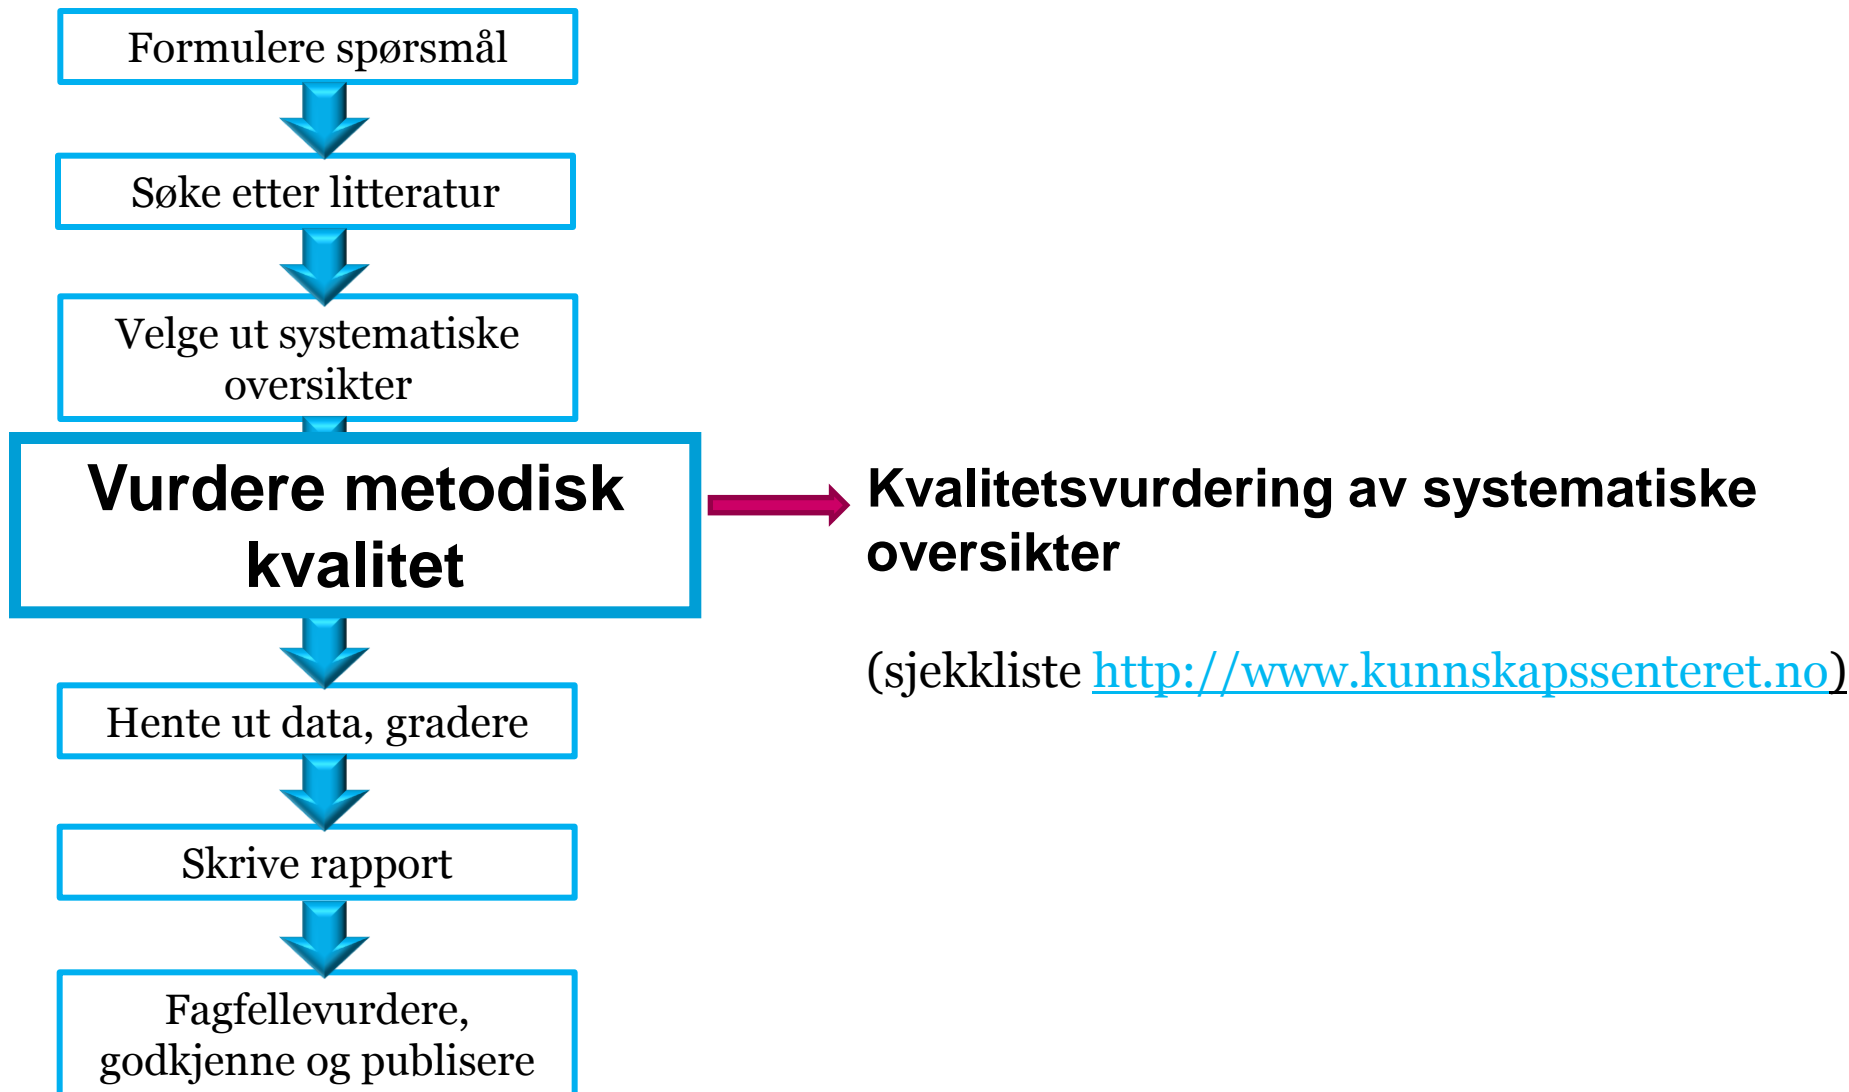 Formulere spørsmål
Søke etter litteratur
Velge ut systematiske
oversikter
Vurdere metodisk
kvalitet
Kvalitetsvurdering av systematiske
oversikter
(sjekkliste http://www.kunnskapssenteret.no)
Hente ut data, gradere
Skrive rapport
Fagfellevurdere,
godkjenne og publisere